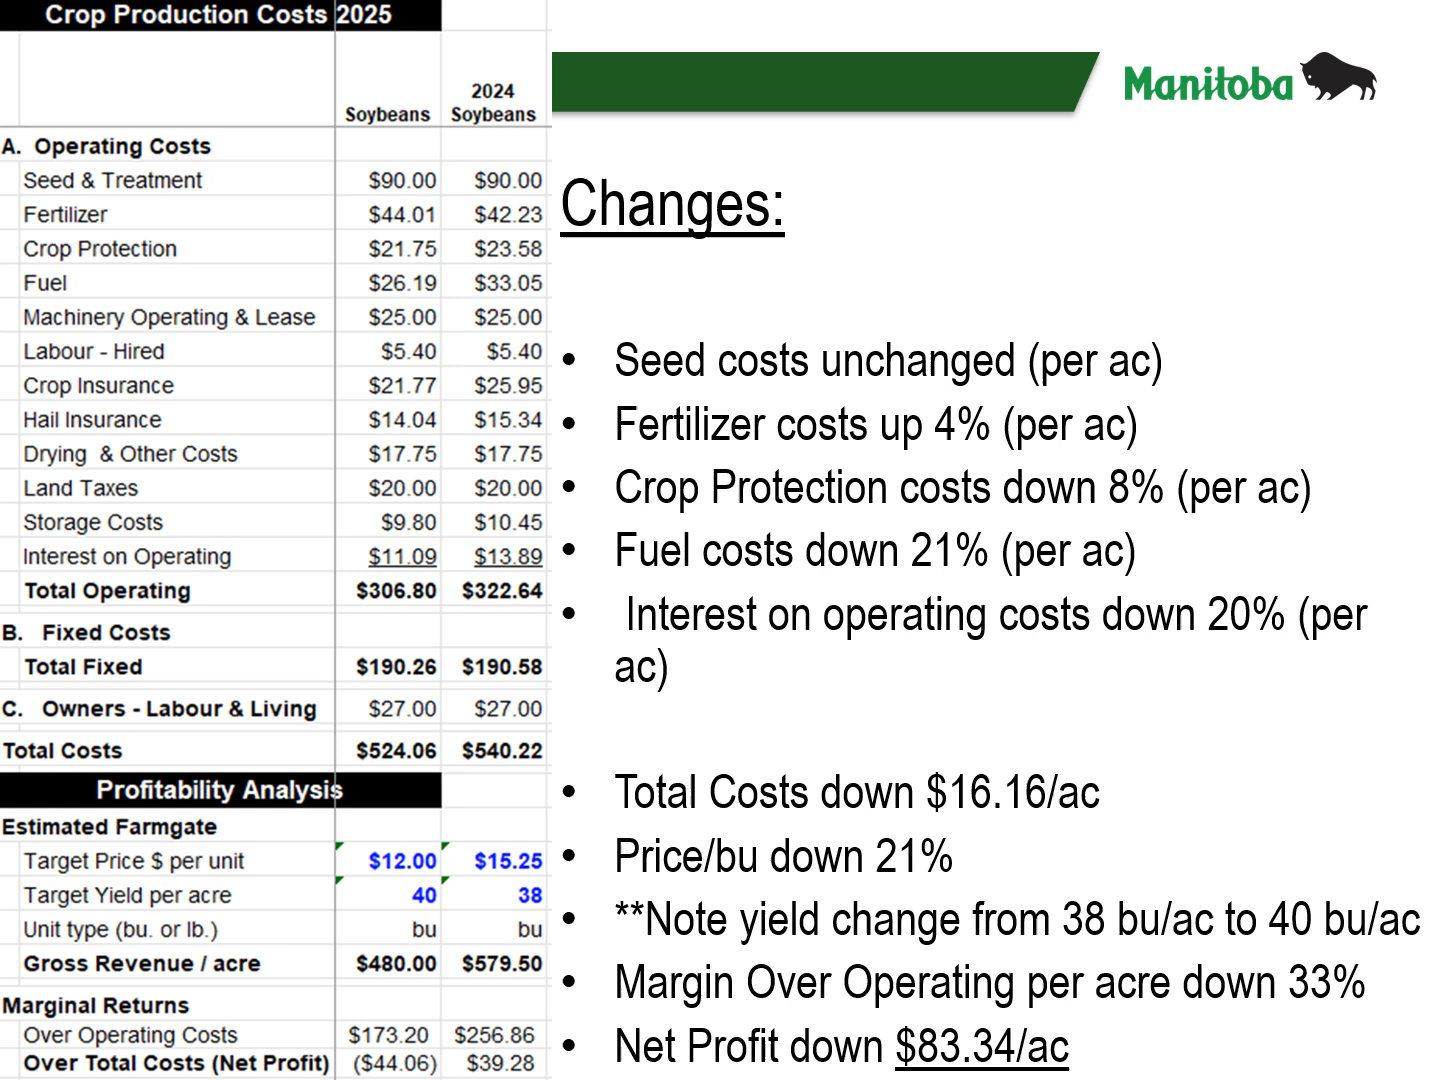 Crop Production Costs 2025
Soybeans 2024 Soybeans
A. Operating Costs
Seed & Treatment $90.00 $90.00
Fertilizer $44.01 $42.23
Crop Protection $21.75 $23.58
Fuel $26.19 $33.05
Machinery Operating & Lease $25.00 $25.00
Labour - Hired $5.40 $5.40
Crop Insurance $21.77 $25.95
Hail Insurance $14.04 $15.34
Drying & Other Costs $17.75 $17.75
Land Taxes $20.00 $20.00
Storage Costs $9.80 $10.45
Interest on Operating $11.09 $13.89
Total Operating $306.80 $322.64
B. Fixed Costs
Total Fixed $190.26 $190.58
C. Owners - Labour & Living $27.00 $27.00
Total Costs $524.06 $540.22
Profitability Analysis
Estimated Farmgate
Target Price $ per unit $12.00 $15.25
Target Yield per acre 40 38
Unit type (bu. or lb.) bu bu
Gross Revenue / acre $480.00 $579.50
Marginal Returns
Over Operating Costs $173.20 $256.86
Over Total Costs (Net Profit) ($44.06) $39.28
Manitoba
Changes:
• Seed costs unchanged (per ac)
• Fertilizer costs up 4% (per ac)
• Crop Protection costs down 8% (per ac)
• Fuel costs down 21% (per ac)
• Interest on operating costs down 20% (per
ac)
• Total Costs down $16.16/ac
• Price/bu down 21%
• **Note yield change from 38 bu/ac to 40 bu/ac
• Margin Over Operating per acre down 33%
• Net Profit down $83.34/ac